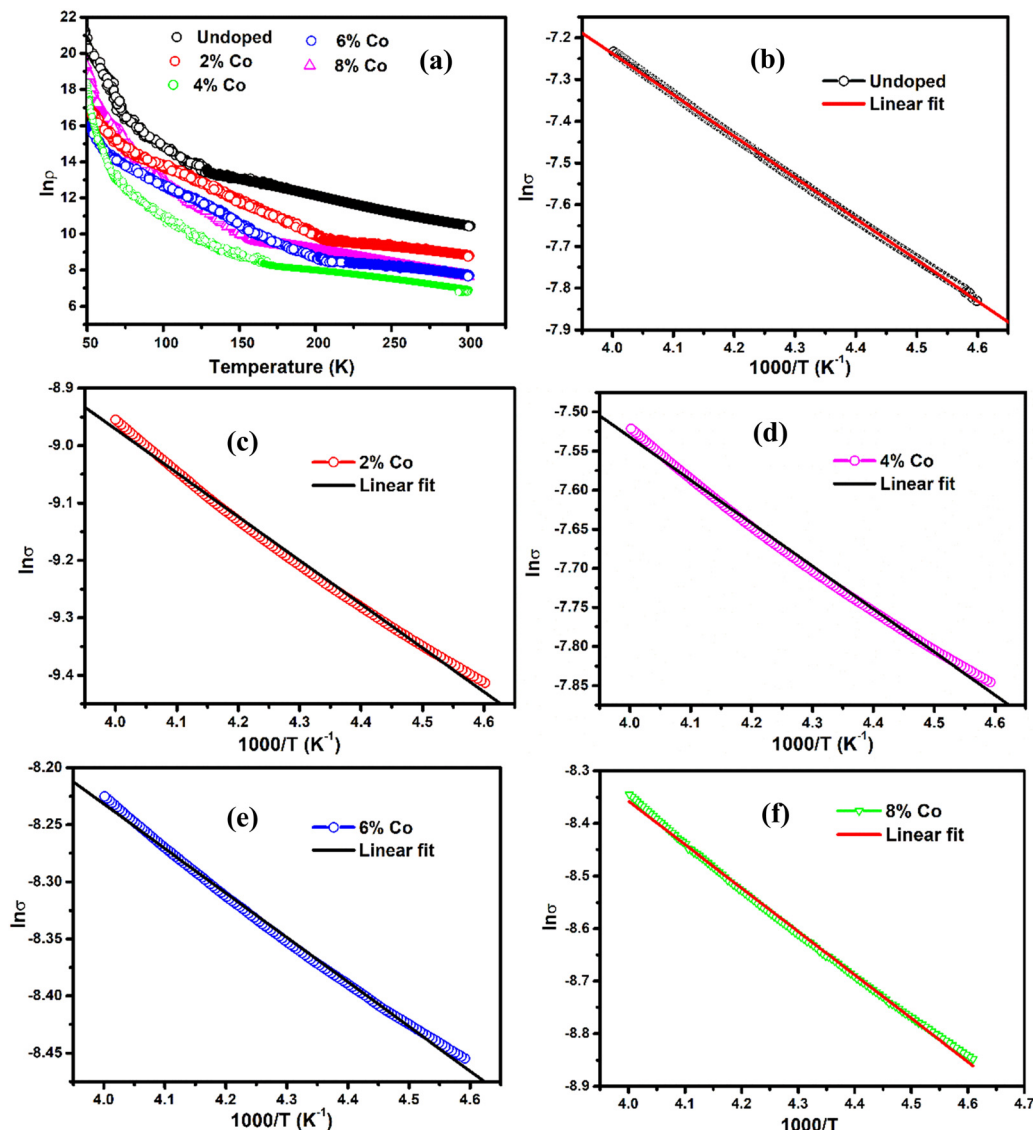 22
20
18
16
14
12
10
8
6
lnρ
50 100 150 200 250 300
Temperature (K)
Undoped
2% Co
4% Co
6% Co
8% Co
(a)
-7.2
-7.3
-7.4
-7.5
-7.6
-7.7
-7.8
-7.9
lnσ
4.0 4.1 4.2 4.3 4.4 4.5 4.6
1000/T (K⁻¹)
(b)
Undoped
Linear fit
-8.9
-9.0
-9.1
-9.2
-9.3
-9.4
lnσ
4.0 4.1 4.2 4.3 4.4 4.5 4.6
1000/T (K⁻¹)
(c)
2% Co
Linear fit
-7.50
-7.55
-7.60
-7.65
-7.70
-7.75
-7.80
-7.85
lnσ
4.0 4.1 4.2 4.3 4.4 4.5 4.6
1000/T (K⁻¹)
(d)
4% Co
Linear fit
-8.20
-8.25
-8.30
-8.35
-8.40
-8.45
lnσ
4.0 4.1 4.2 4.3 4.4 4.5 4.6
1000/T (K⁻¹)
(e)
6% Co
Linear fit
-8.3
-8.4
-8.5
-8.6
-8.7
-8.8
-8.9
lnσ
4.0 4.1 4.2 4.3 4.4 4.5 4.6 4.7
1000/T
(f)
8% Co
Linear fit